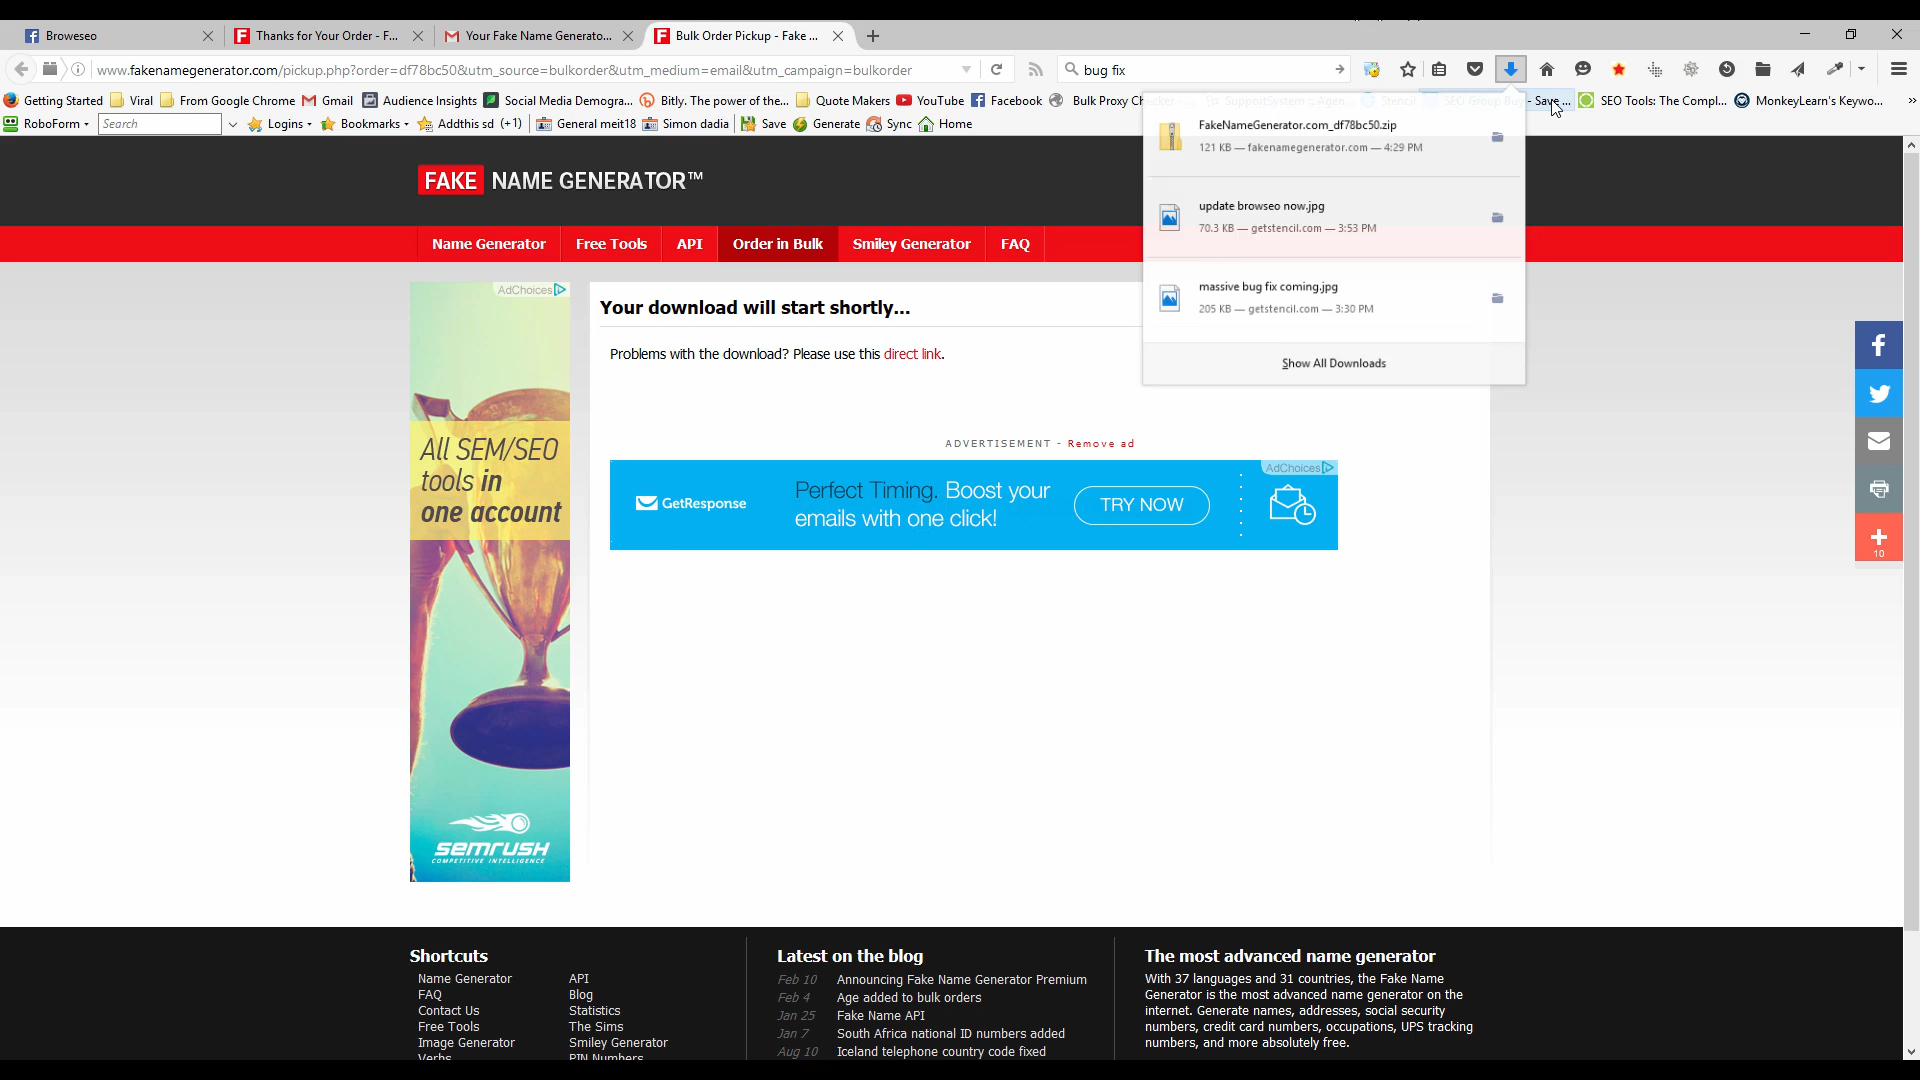 Broweseo
Thanks for Your Order - F...
Your Fake Name Generato...
Bulk Order Pickup - Fake ...
www.fakenamegenerator.com/pickup.php?order=df78bc50&utm_source=bulkorder&utm_medium=email&utm_campaign=bulkorder
bug fix
Getting Started Viral From Google Chrome Gmail Audience Insights Social Media Demogra... Bitly. The power of the... Quote Makers YouTube Facebook Bulk Proxy Checker SupportSystem :: Agen... Stencil SEO Group Buy - Save ... SEO Tools: The Compl... MonkeyLearn's Keywo... »
RoboForm Search Logins Bookmarks Addthis sd (+1) General meit18 Simon dadia Save Generate Sync Home
FakeNameGenerator.com_df78bc50.zip
121 KB — fakenamegenerator.com — 4:29 PM
update browseo now.jpg
70.3 KB — getstencil.com — 3:53 PM
massive bug fix coming.jpg
205 KB — getstencil.com — 3:30 PM
Show All Downloads
FAKE NAME GENERATOR™
Name Generator Free Tools API Order in Bulk Smiley Generator FAQ
AdChoices
All SEM/SEO
tools in
one account
semrush
COMPETITIVE INTELLIGENCE
Your download will start shortly...
Problems with the download? Please use this direct link.
ADVERTISEMENT - Remove ad
AdChoices
GetResponse
Perfect Timing. Boost your
emails with one click!
TRY NOW
10
Shortcuts
Name Generator
FAQ
Contact Us
Free Tools
Image Generator
Verbs
API
Blog
Statistics
The Sims
Smiley Generator
PIN Numbers
Latest on the blog
Feb 10 Announcing Fake Name Generator Premium
Feb 4 Age added to bulk orders
Jan 25 Fake Name API
Jan 7 South Africa national ID numbers added
Aug 10 Iceland telephone country code fixed
The most advanced name generator
With 37 languages and 31 countries, the Fake Name
Generator is the most advanced name generator on the
internet. Generate names, addresses, social security
numbers, credit card numbers, occupations, UPS tracking
numbers, and more absolutely free.